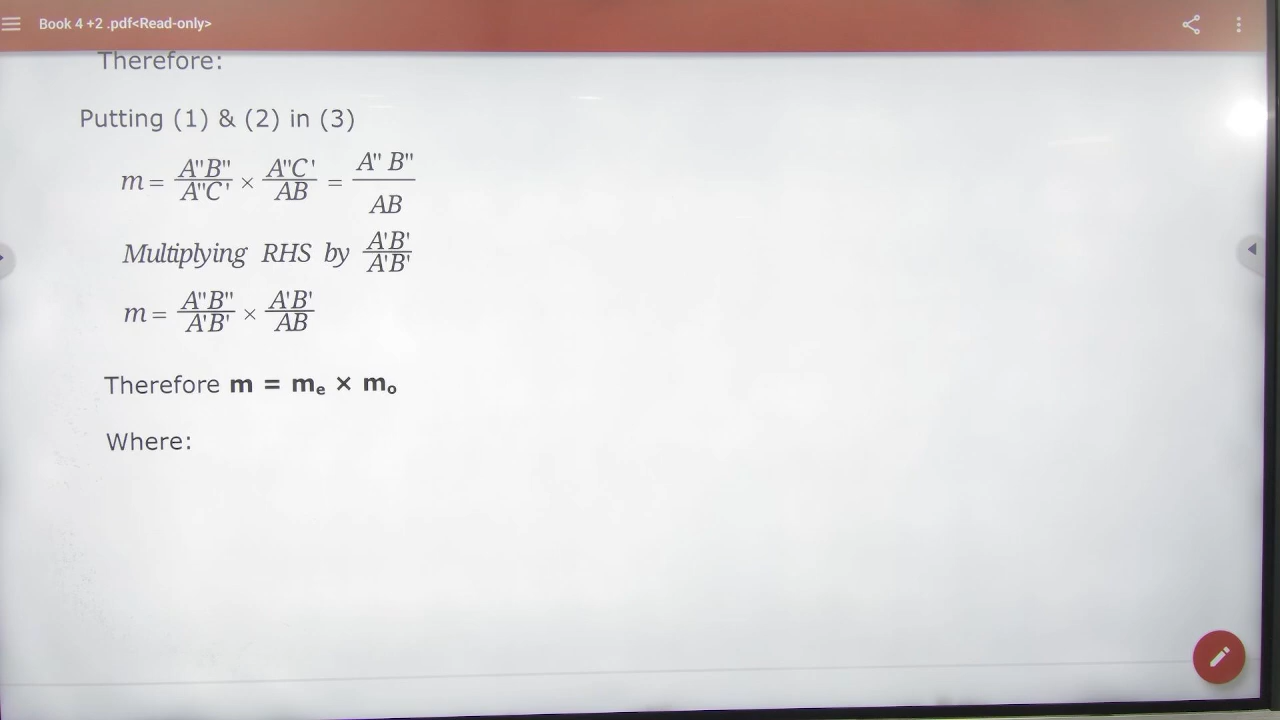 Book 4 +2 .pdf<Read-only>
Therefore:
Putting (1) & (2) in (3)
m = A"B"/A"C' × A"C'/AB = A" B"/AB
Multiplying RHS by A'B'/A'B'
m = A"B"/A'B' × A'B'/AB
Therefore m = mₑ × mₒ
Where: